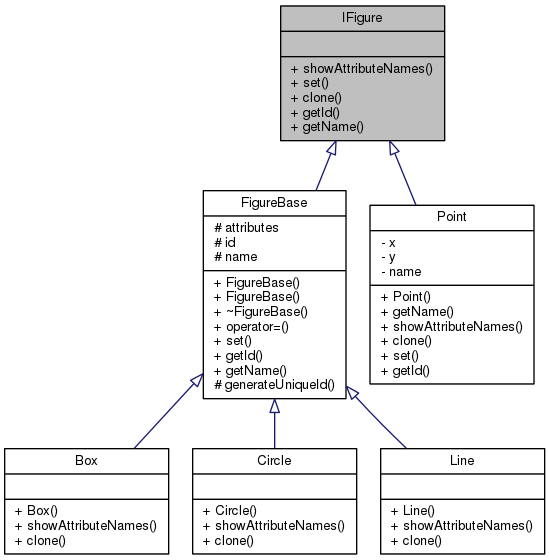 IFigure
+ showAttributeNames()
+ set()
+ clone()
+ getId()
+ getName()
FigureBase
# attributes
# id
# name
+ FigureBase()
+ FigureBase()
+ ~FigureBase()
+ operator=()
+ set()
+ getId()
+ getName()
# generateUniqueId()
Point
- x
- y
- name
+ Point()
+ getName()
+ showAttributeNames()
+ clone()
+ set()
+ getId()
Box
+ Box()
+ showAttributeNames()
+ clone()
Circle
+ Circle()
+ showAttributeNames()
+ clone()
Line
+ Line()
+ showAttributeNames()
+ clone()